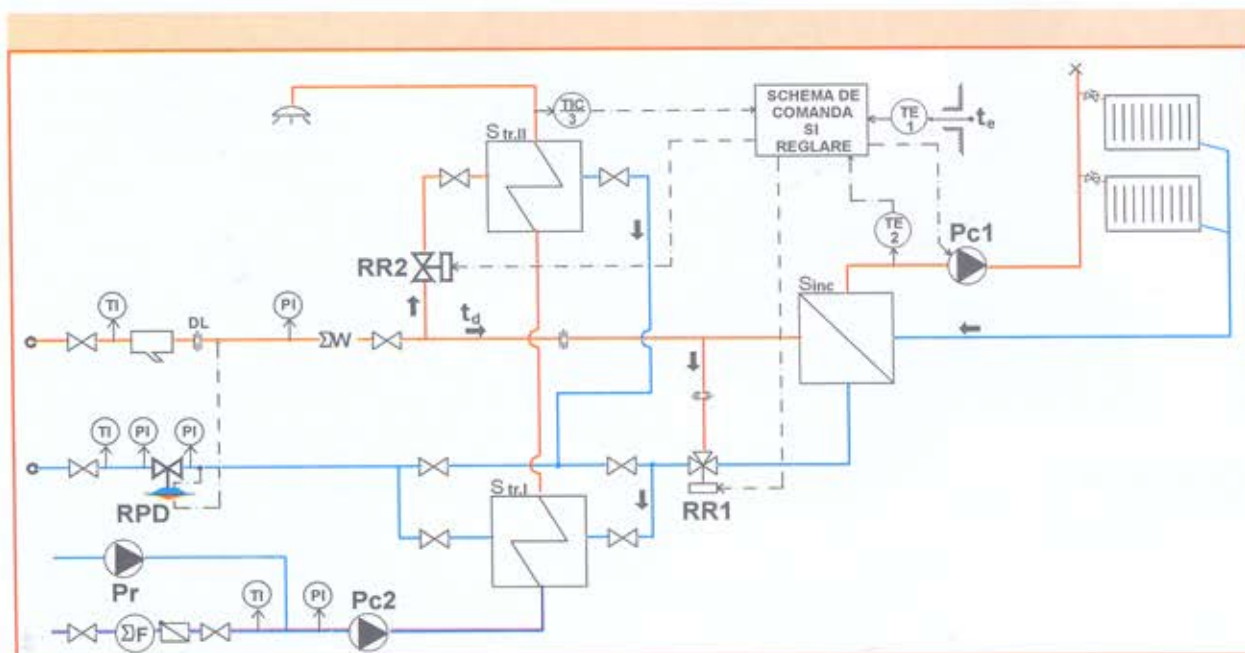 TIC
3
SCHEMA DE
COMANDA
SI
REGLARE
TE
1
te
S tr.II
TE
2
Pc1
RR2
Sinc
TI
DL
PI
ΣW
td
TI
PI
PI
S tr.I
RPD
RR1
Pr
TI
PI
Pc2
ΣF